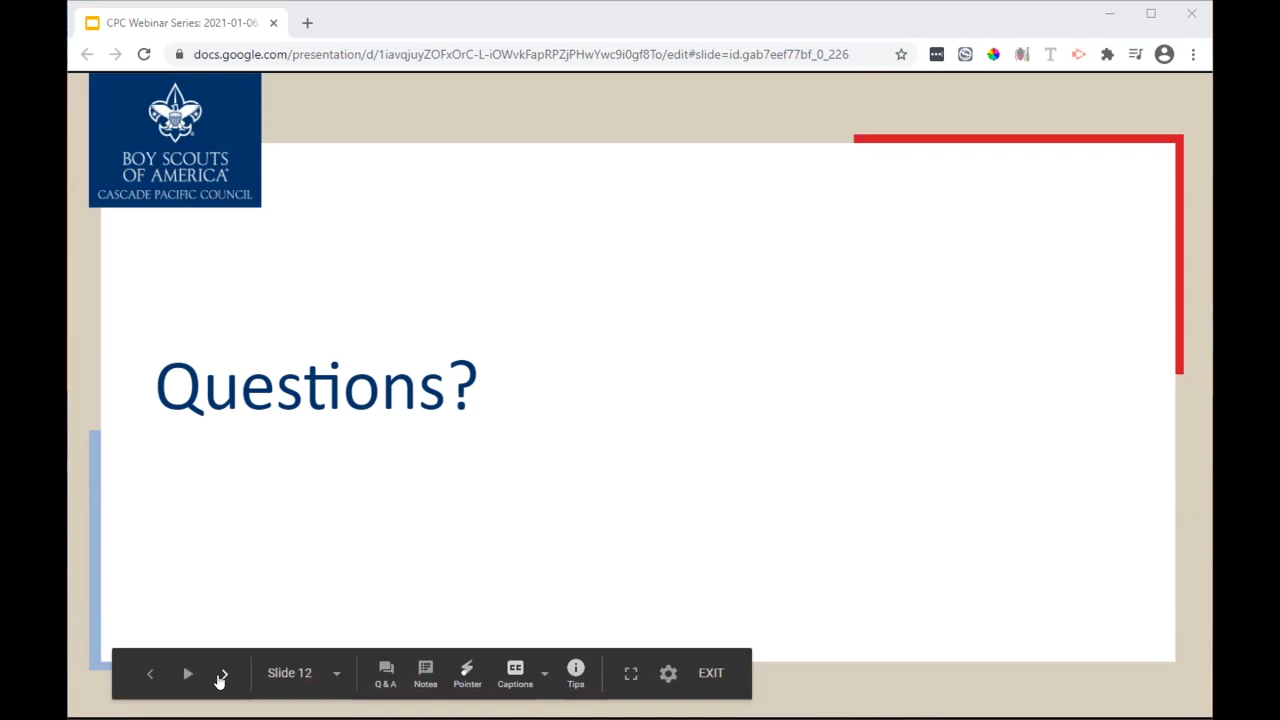 CPC Webinar Series: 2021-01-06
docs.google.com/presentation/d/1iavqjuyZOFxOrC-L-iOWvkFapRPZjPHwYwc9i0gf8To/edit#slide=id.gab7eef77bf_0_226
BOY SCOUTS
OF AMERICA®
CASCADE PACIFIC COUNCIL
Questions?
Slide 12
Q & A
Notes
Pointer
Captions
Tips
EXIT